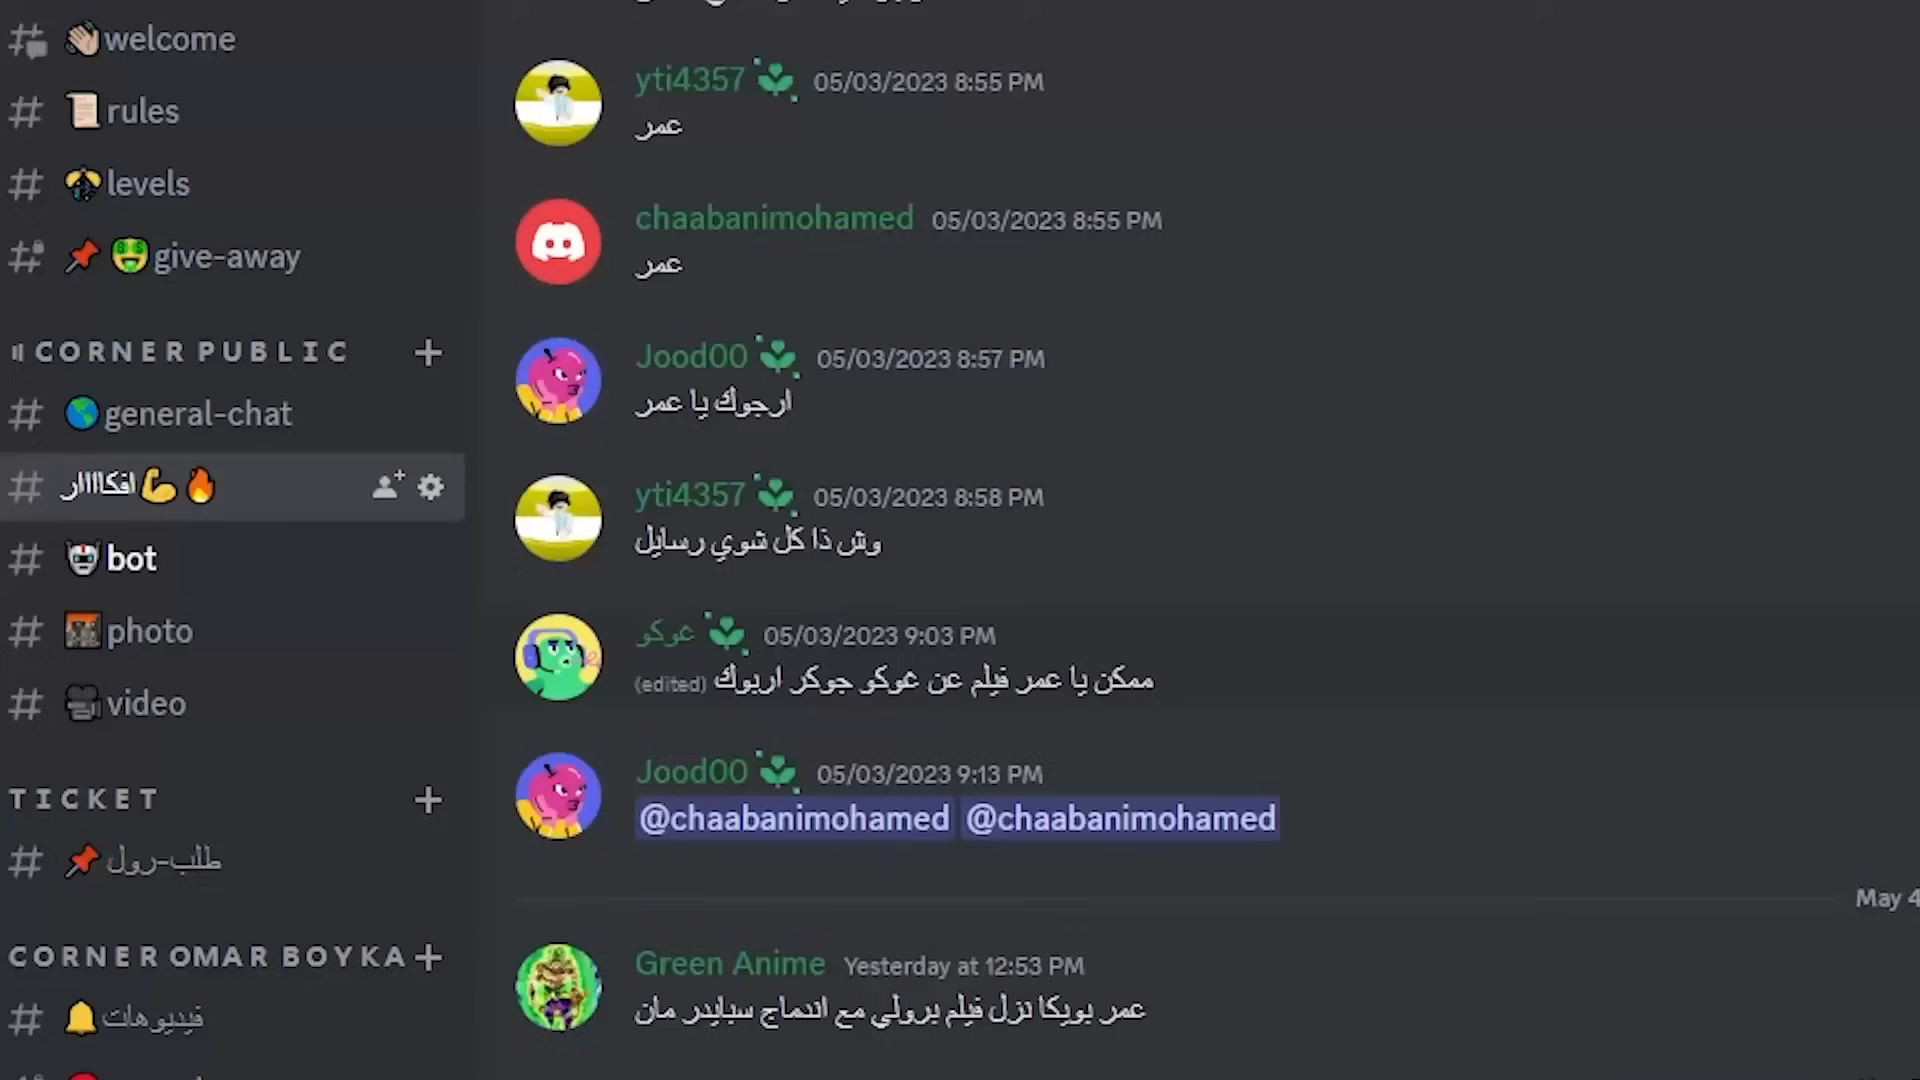 welcome
rules
levels
give-away
CORNER PUBLIC
general-chat
افكاااار
bot
photo
video
TICKET
طلب-رول
CORNER OMAR BOYKA
فيديوهات
yti4357 05/03/2023 8:55 PM
عمر
chaabanimohamed 05/03/2023 8:55 PM
عمر
Jood00 05/03/2023 8:57 PM
ارجوك يا عمر
yti4357 05/03/2023 8:58 PM
وش ذا كل شوي رسايل
غوكو 05/03/2023 9:03 PM
ممكن يا عمر فيلم عن غوكو جوكر اربوك (edited)
Jood00 05/03/2023 9:13 PM
@chaabanimohamed @chaabanimohamed
May 4
Green Anime Yesterday at 12:53 PM
عمر بويكا نزل فيلم برولي مع اندماج سبايدر مان